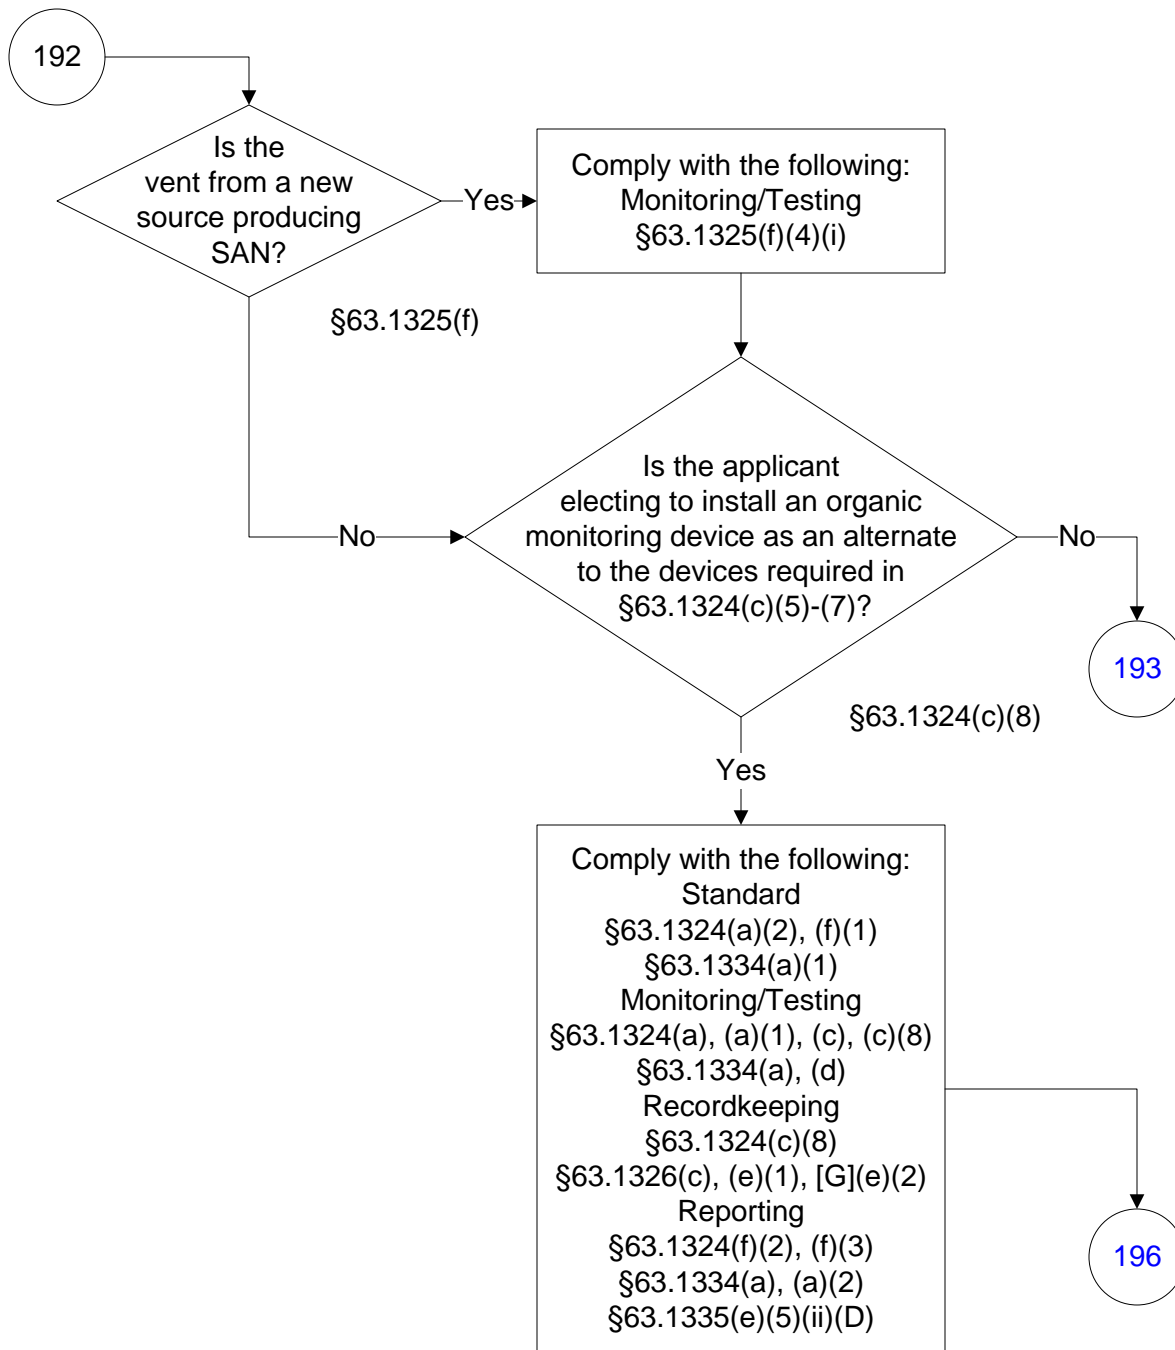 192
Is the
vent from a new
source producing
SAN?
Yes
Comply with the following:
Monitoring/Testing
§63.1325(f)(4)(i)
§63.1325(f)
No
Is the applicant
electing to install an organic
monitoring device as an alternate
to the devices required in
§63.1324(c)(5)-(7)?
No
193
§63.1324(c)(8)
Yes
Comply with the following:
Standard
§63.1324(a)(2), (f)(1)
§63.1334(a)(1)
Monitoring/Testing
§63.1324(a), (a)(1), (c), (c)(8)
§63.1334(a), (d)
Recordkeeping
§63.1324(c)(8)
§63.1326(c), (e)(1), [G](e)(2)
Reporting
§63.1324(f)(2), (f)(3)
§63.1334(a), (a)(2)
§63.1335(e)(5)(ii)(D)
196